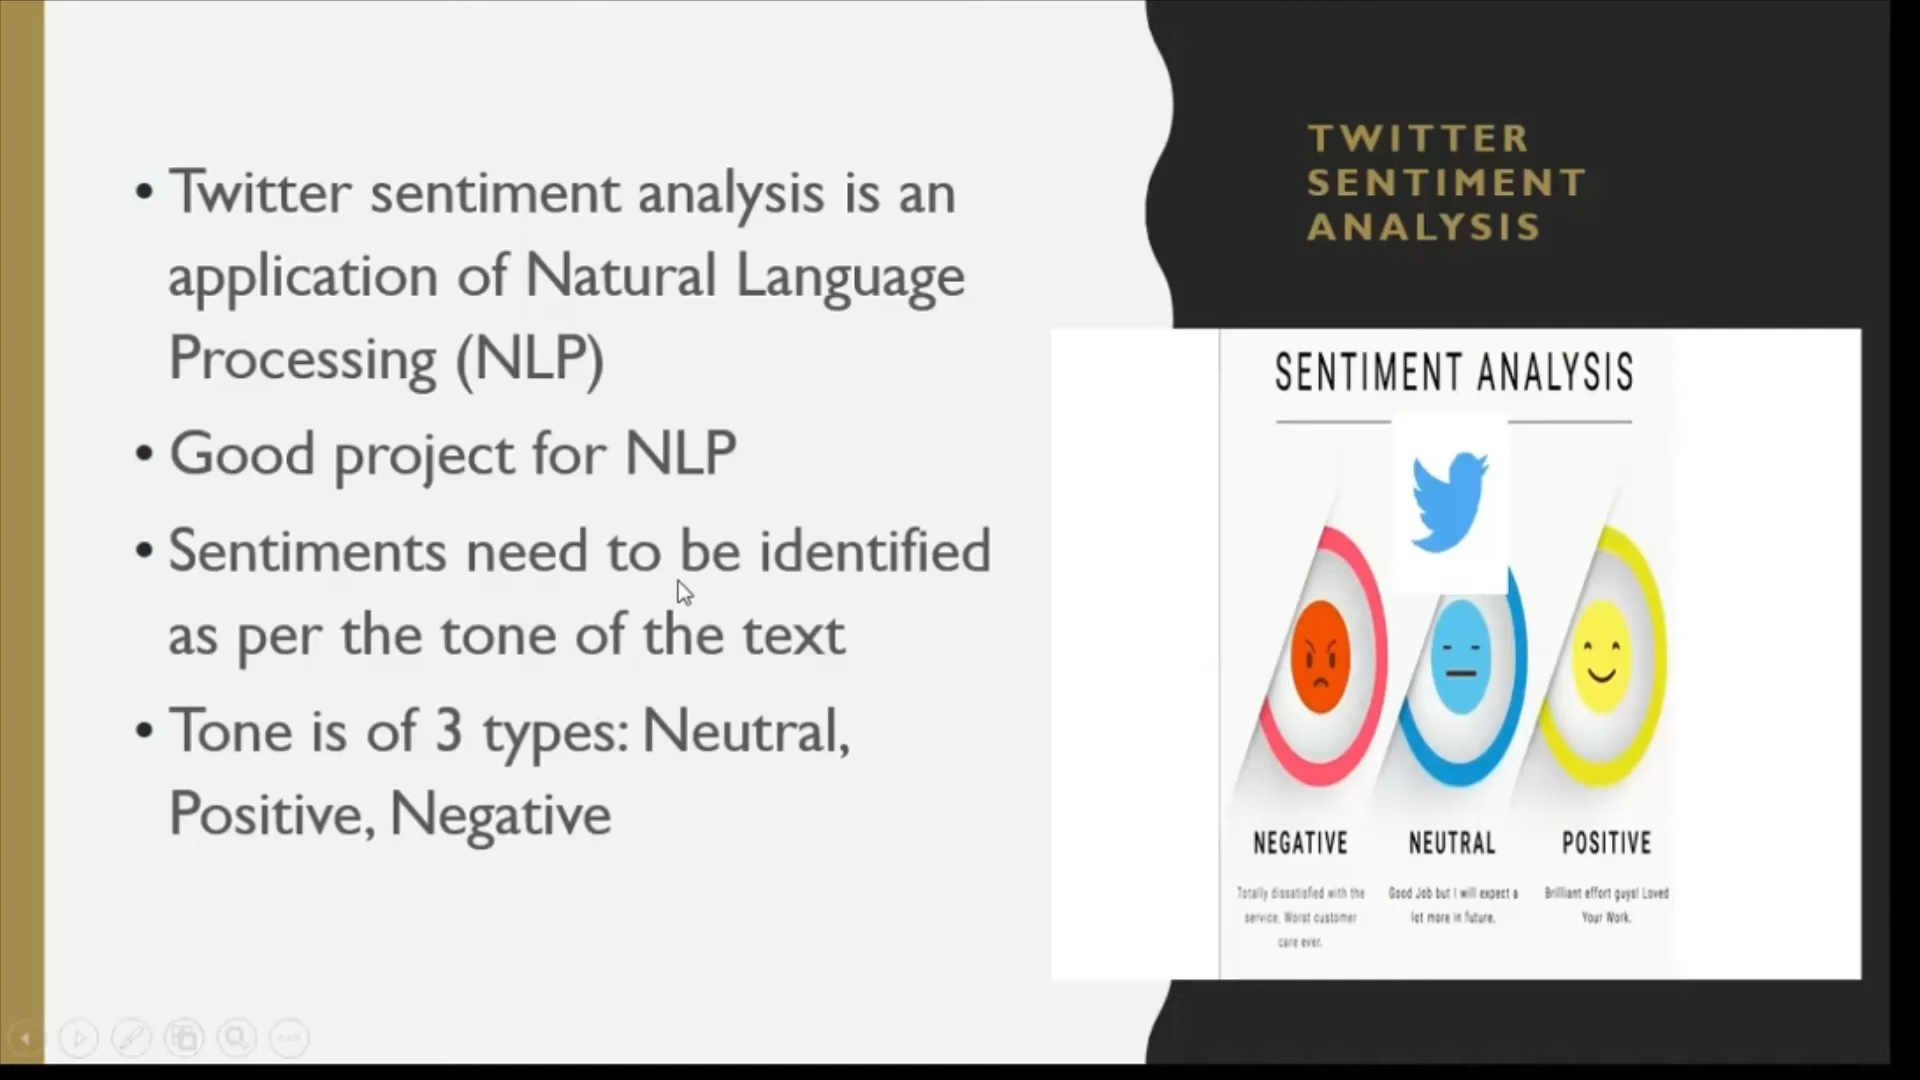 • Twitter sentiment analysis is an
application of Natural Language
Processing (NLP)
• Good project for NLP
• Sentiments need to be identified
as per the tone of the text
• Tone is of 3 types: Neutral,
Positive, Negative
TWITTER
SENTIMENT
ANALYSIS
SENTIMENT ANALYSIS
NEGATIVE
Totally dissatisfied with the
service. Worst customer
care ever.
NEUTRAL
Good Job but I will expect a
lot more in future.
POSITIVE
Brilliant effort guys! Loved
Your Work.